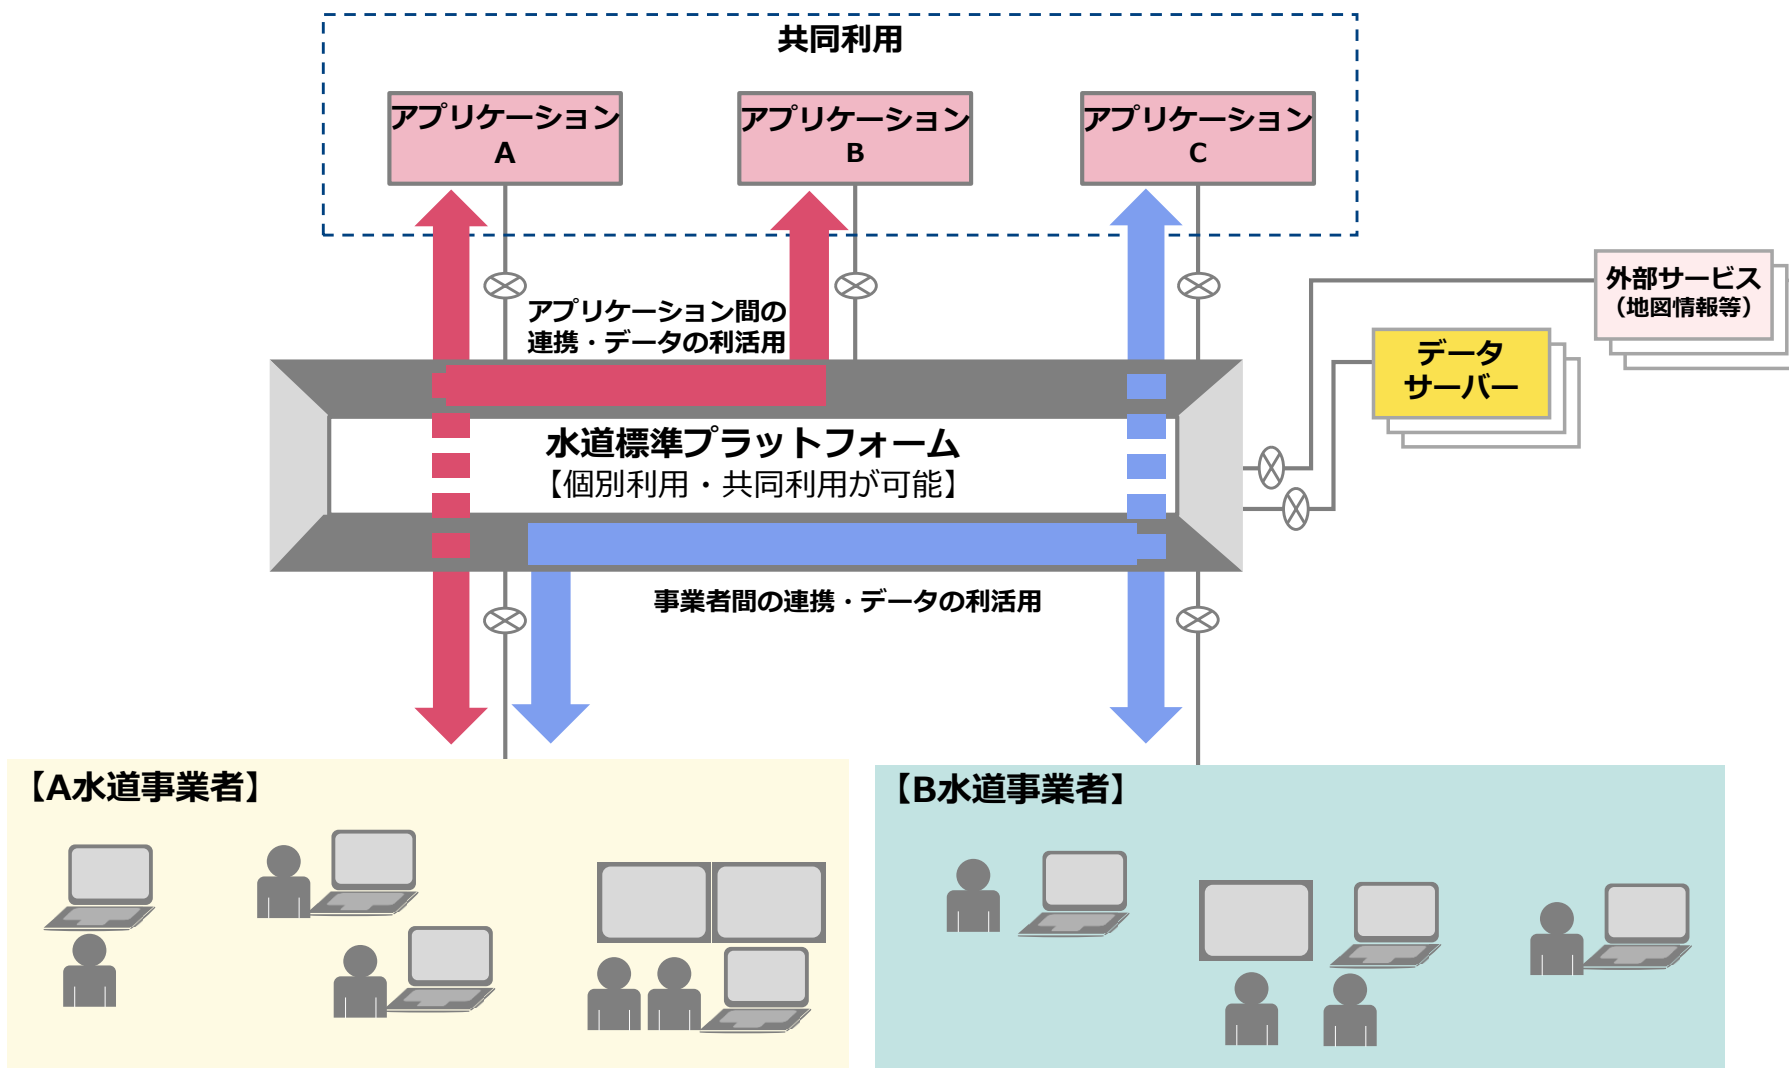 共同利用
アプリケーション
A
アプリケーション
B
アプリケーション
C
アプリケーション間の
連携・データの利活用
外部サービス
（地図情報等）
データ
サーバー
水道標準プラットフォーム
【個別利用・共同利用が可能】
事業者間の連携・データの利活用
【A水道事業者】
【B水道事業者】